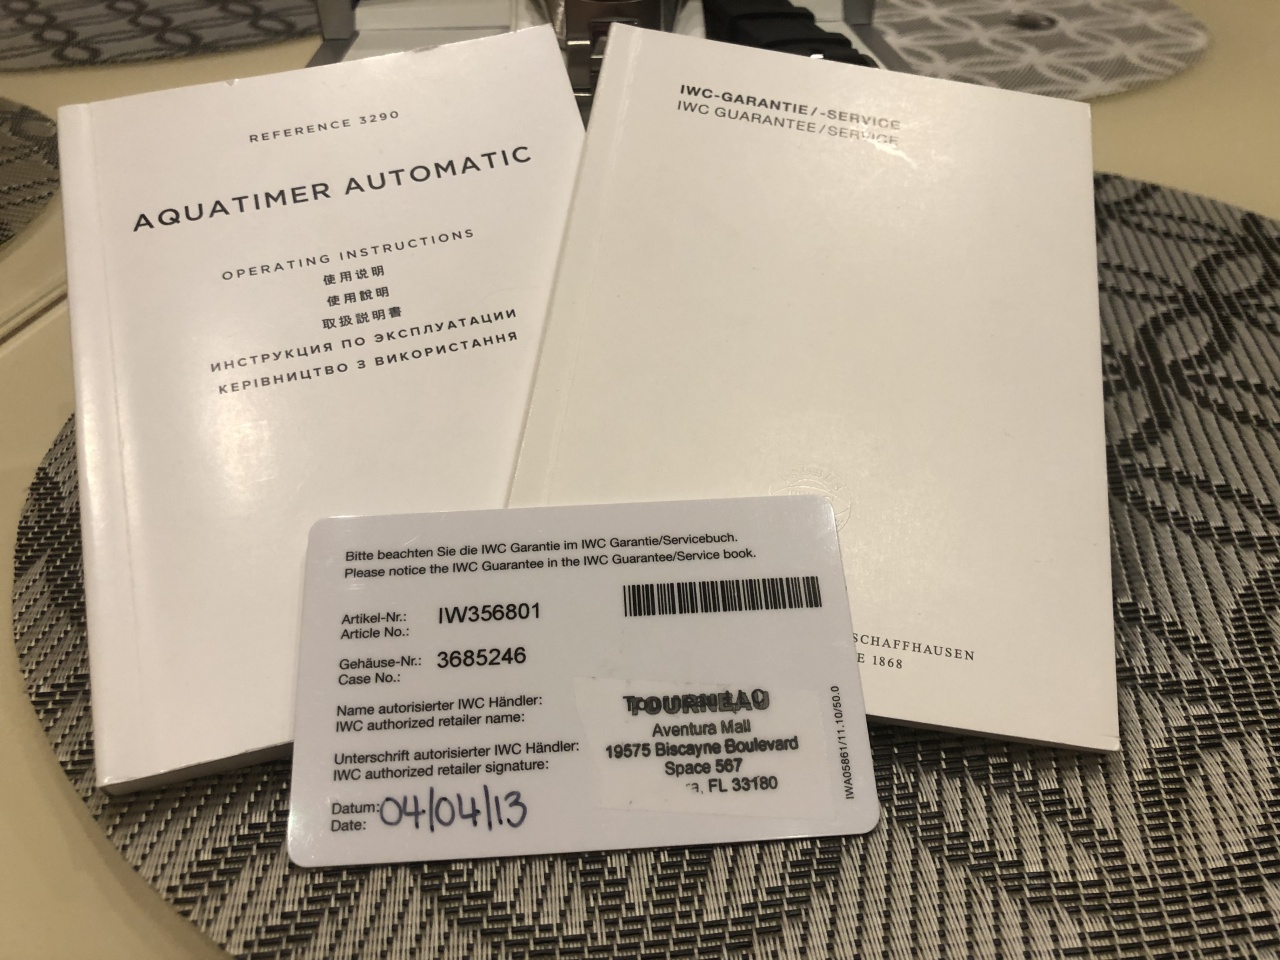 REFERENCE 3290
AQUATIMER AUTOMATIC
OPERATING INSTRUCTIONS
使用说明
使用說明
取扱説明書
ИНСТРУКЦИЯ ПО ЭКСПЛУАТАЦИИ
КЕРІВНИЦТВО З ВИКОРИСТАННЯ
IWC-GARANTIE/-SERVICE
IWC GUARANTEE/SERVICE
SCHAFFHAUSEN
E 1868
Bitte beachten Sie die IWC Garantie im IWC Garantie/Servicebuch.
Please notice the IWC Guarantee in the IWC Guarantee/Service book.
Artikel-Nr.: IW356801
Article No.:
Gehäuse-Nr.: 3685246
Case No.:
Name autorisierter IWC Händler:
IWC authorized retailer name:
Unterschrift autorisierter IWC Händler:
IWC authorized retailer signature:
Datum: 04/04/13
Date:
TOURNEAU
Aventura Mall
19575 Biscayne Boulevard
Space 567
a, FL 33180
IWA05861/11.10/50.0